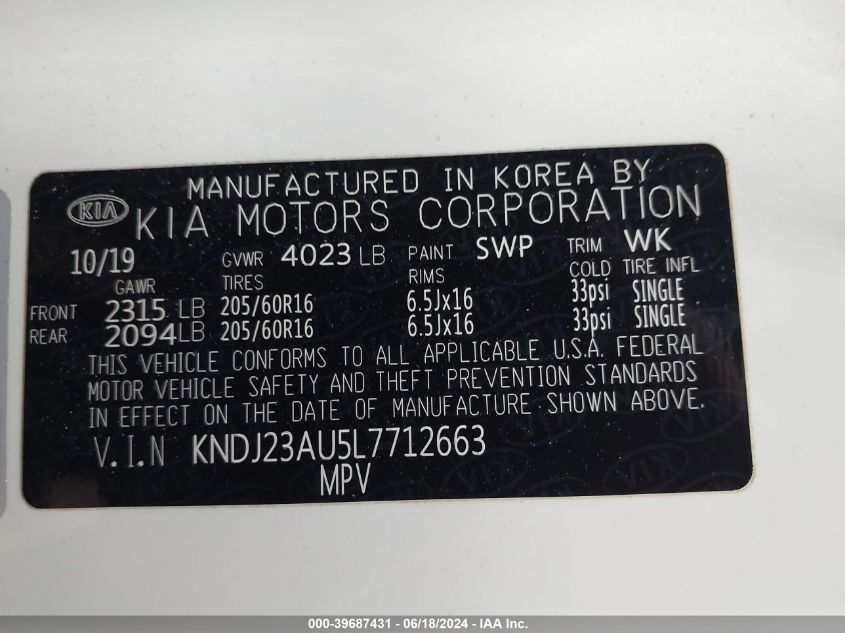 MANUFACTURED IN KOREA BY
KIA KIA MOTORS CORPORATION
10/19 GVWR 4023 LB PAINT SWP TRIM WK
GAWR TIRES RIMS COLD TIRE INFL
FRONT 2315 LB 205/60R16 6.5Jx16 33psi SINGLE
REAR 2094LB 205/60R16 6.5Jx16 33psi SINGLE
THIS VEHICLE CONFORMS TO ALL APPLICABLE U.S.A. FEDERAL
MOTOR VEHICLE SAFETY AND THEFT PREVENTION STANDARDS
IN EFFECT ON THE DATE OF MANUFACTURE SHOWN ABOVE.
V.I.N KNDJ23AU5L7712663
MPV
000-39687431 - 06/18/2024 - IAA Inc.